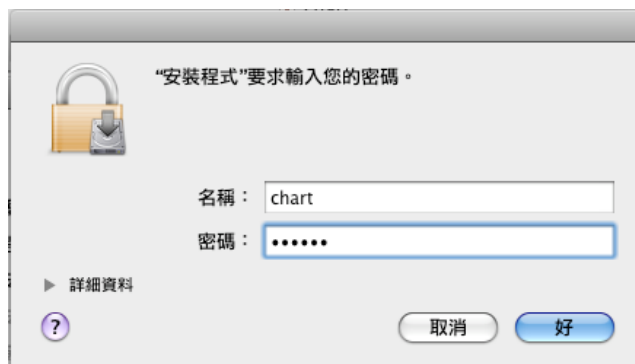 “安裝程式”要求輸入您的密碼。
名稱： chart
密碼： ••••••
詳細資料
?
取消 好